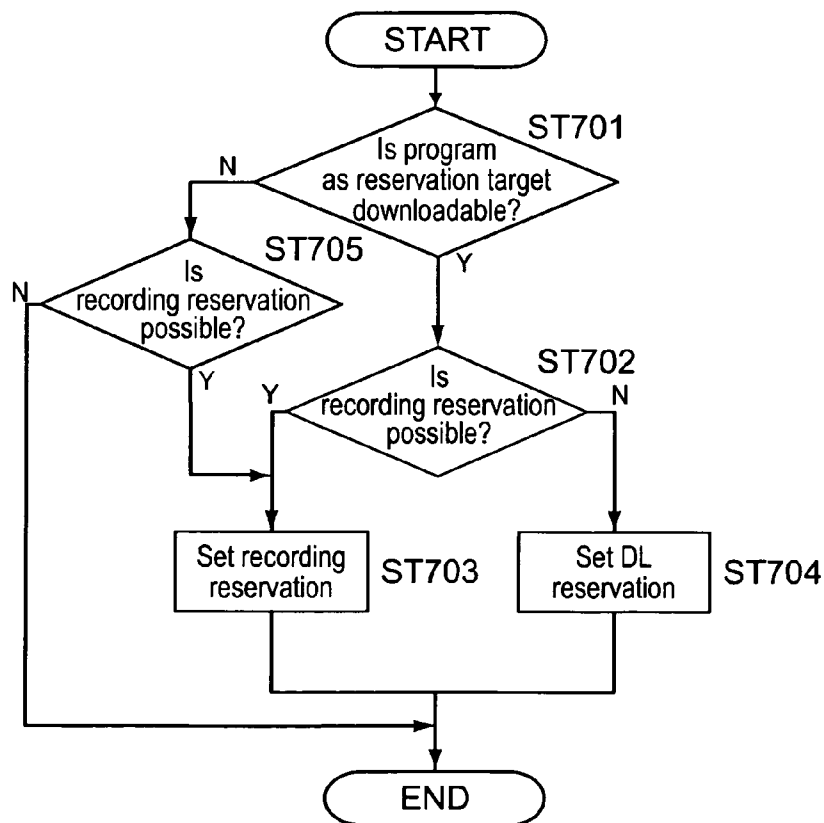 START
ST701
Is program
as reservation target
downloadable?
N
Y
ST705
Is
recording reservation
possible?
N
Y
ST702
Is
recording reservation
possible?
Y
N
Set recording
reservation
ST703
Set DL
reservation
ST704
END